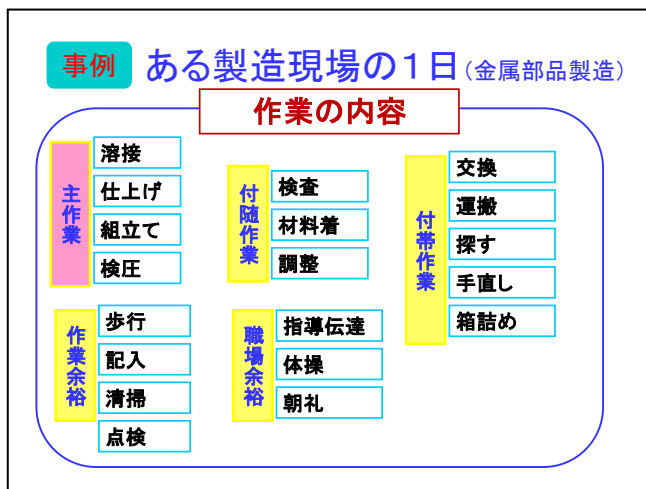 事例 ある製造現場の1日(金属部品製造)
作業の内容
主作業
溶接
仕上げ
組立て
検圧
付随作業
検査
材料着
調整
付帯作業
交換
運搬
探す
手直し
箱詰め
作業余裕
歩行
記入
清掃
点検
職場余裕
指導伝達
体操
朝礼